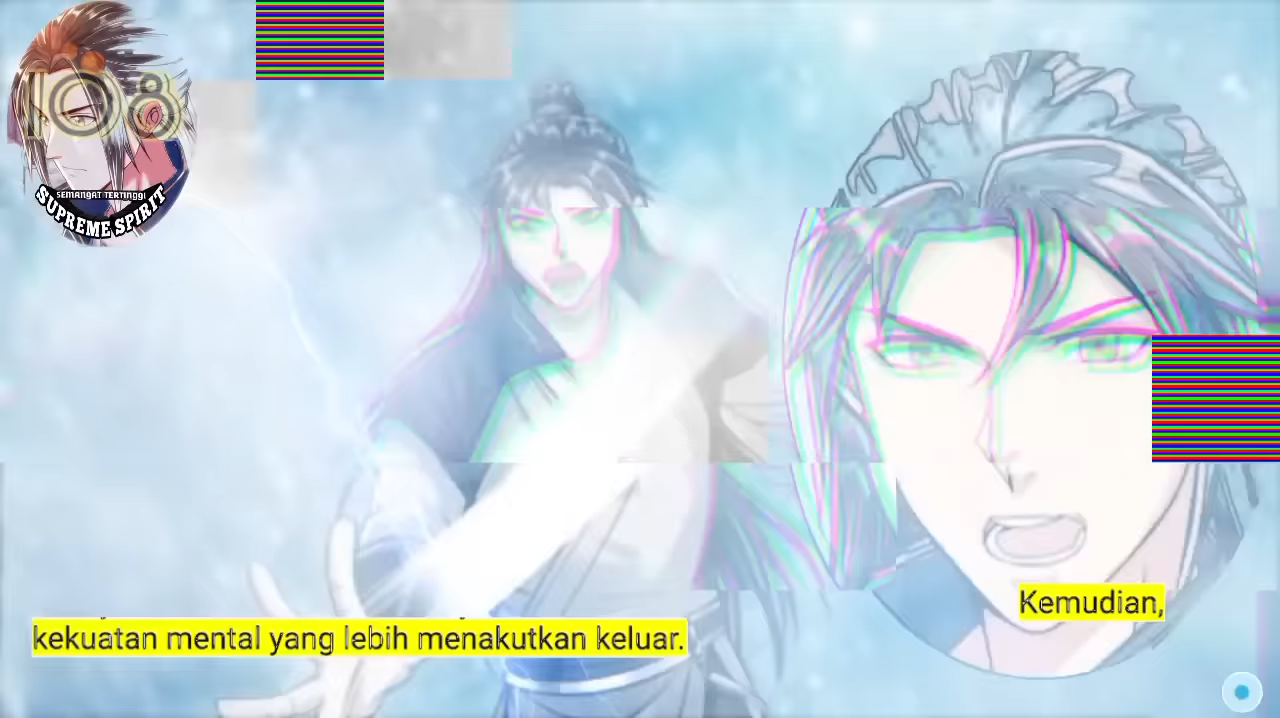 108
SEMANGAT TERTINGGI
SUPREME SPIRIT
Kemudian,
kekuatan mental yang lebih menakutkan keluar.